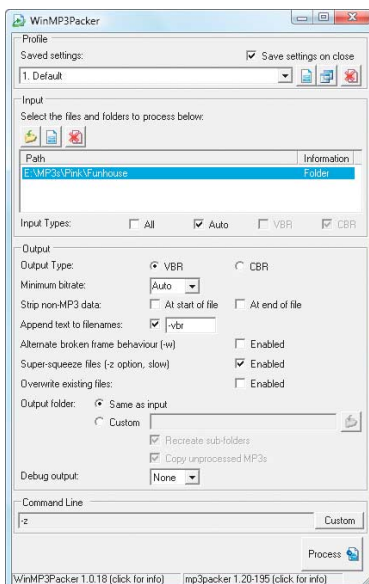 WinMP3Packer
Profile
Saved settings:
Save settings on close
1. Default
Input
Select the files and folders to process below:
Path Information
E:\MP3s\Pink\Funhouse Folder
Input Types: All Auto VBR CBR
Output
Output Type: VBR CBR
Minimum bitrate: Auto
Strip non-MP3 data: At start of file At end of file
Append text to filenames: -vbr
Alternate broken frame behaviour (-w) Enabled
Super-squeeze files (-z option, slow) Enabled
Overwrite existing files: Enabled
Output folder: Same as input
Custom
Recreate sub-folders
Copy unprocessed MP3s
Debug output: None
Command Line
-z Custom
Process
WinMP3Packer 1.0.18 (click for info) mp3packer 1.20-195 (click for info)